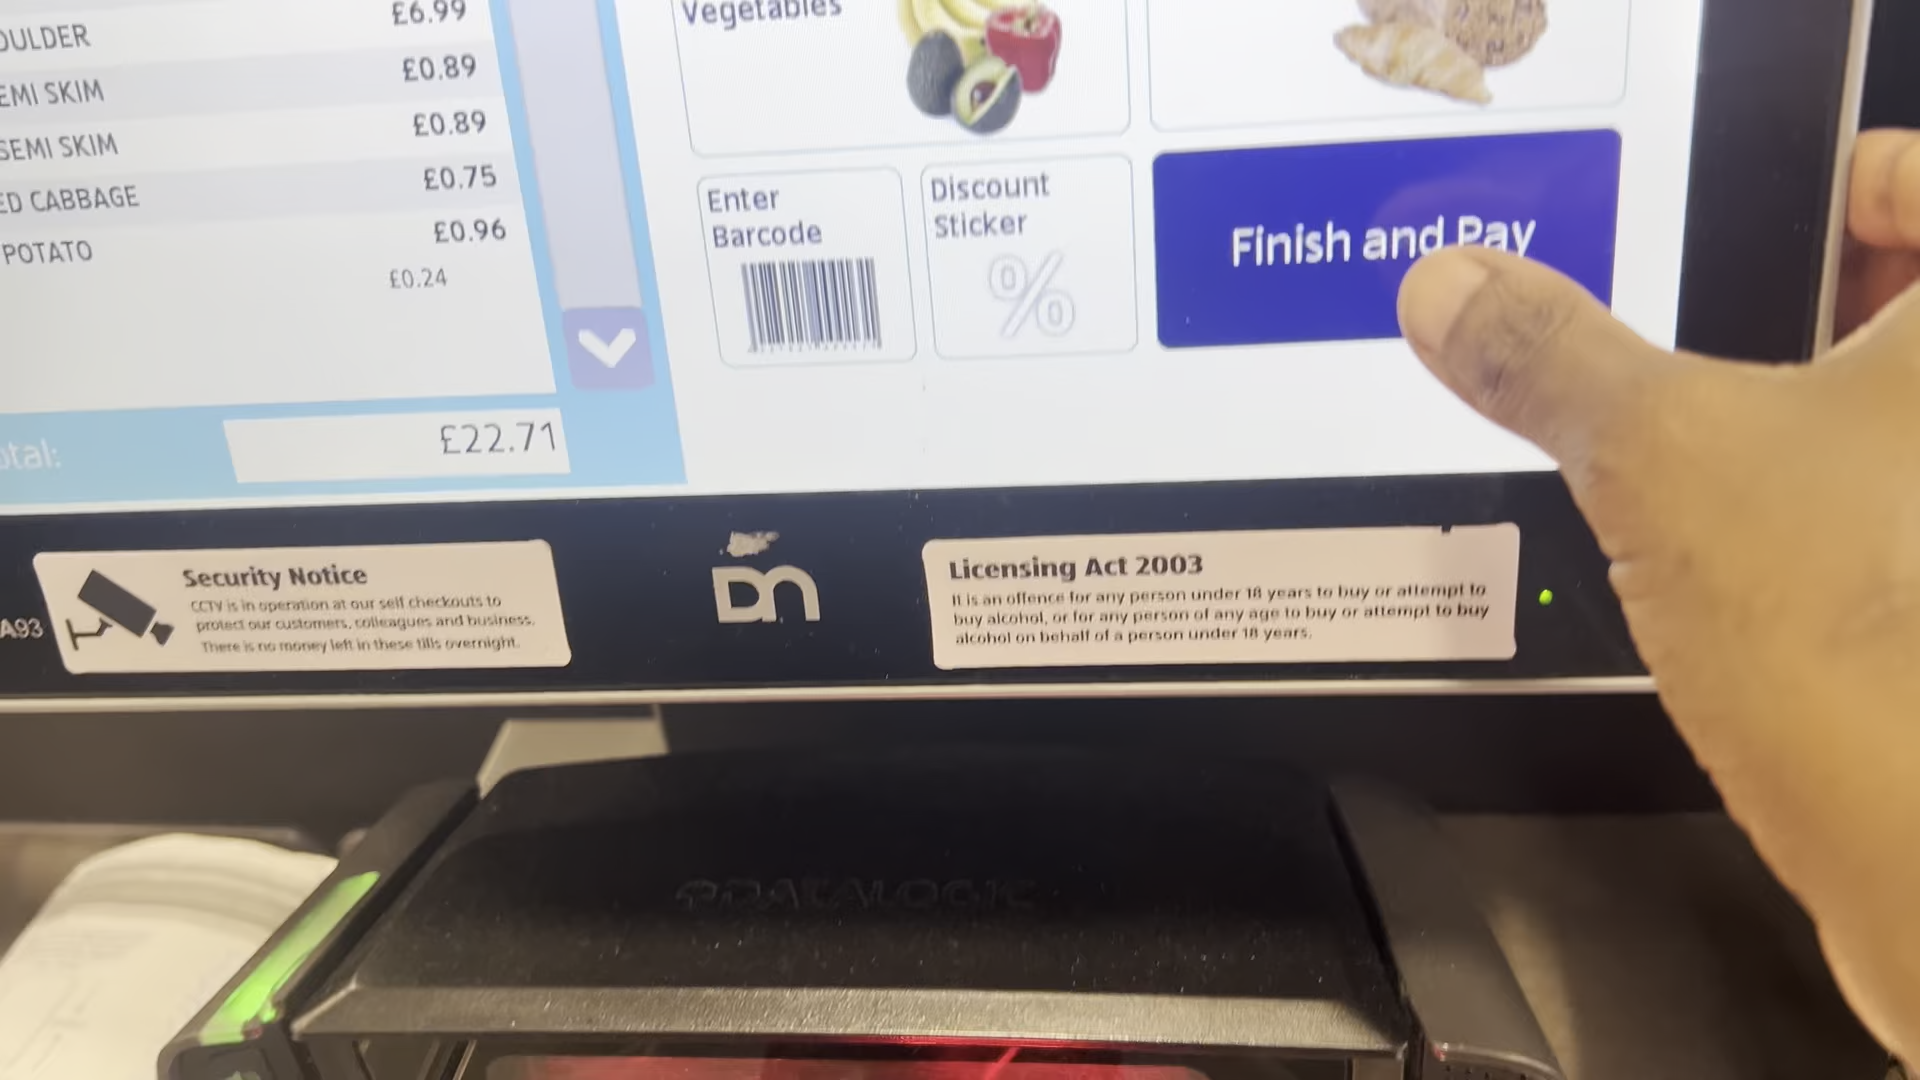 £6.99
OULDER
£0.89
EMI SKIM
£0.89
SEMI SKIM
£0.75
ED CABBAGE
£0.96
POTATO
£0.24
otal:
£22.71
Vegetables
Enter
Barcode
Discount
Sticker
%
Finish and Pay
A93
Security Notice
CCTV is in operation at our self checkouts to
protect our customers, colleagues and business.
There is no money left in these tills overnight.
DN
Licensing Act 2003
It is an offence for any person under 18 years to buy or attempt to
buy alcohol, or for any person of any age to buy or attempt to buy
alcohol on behalf of a person under 18 years.
DATALOGIC